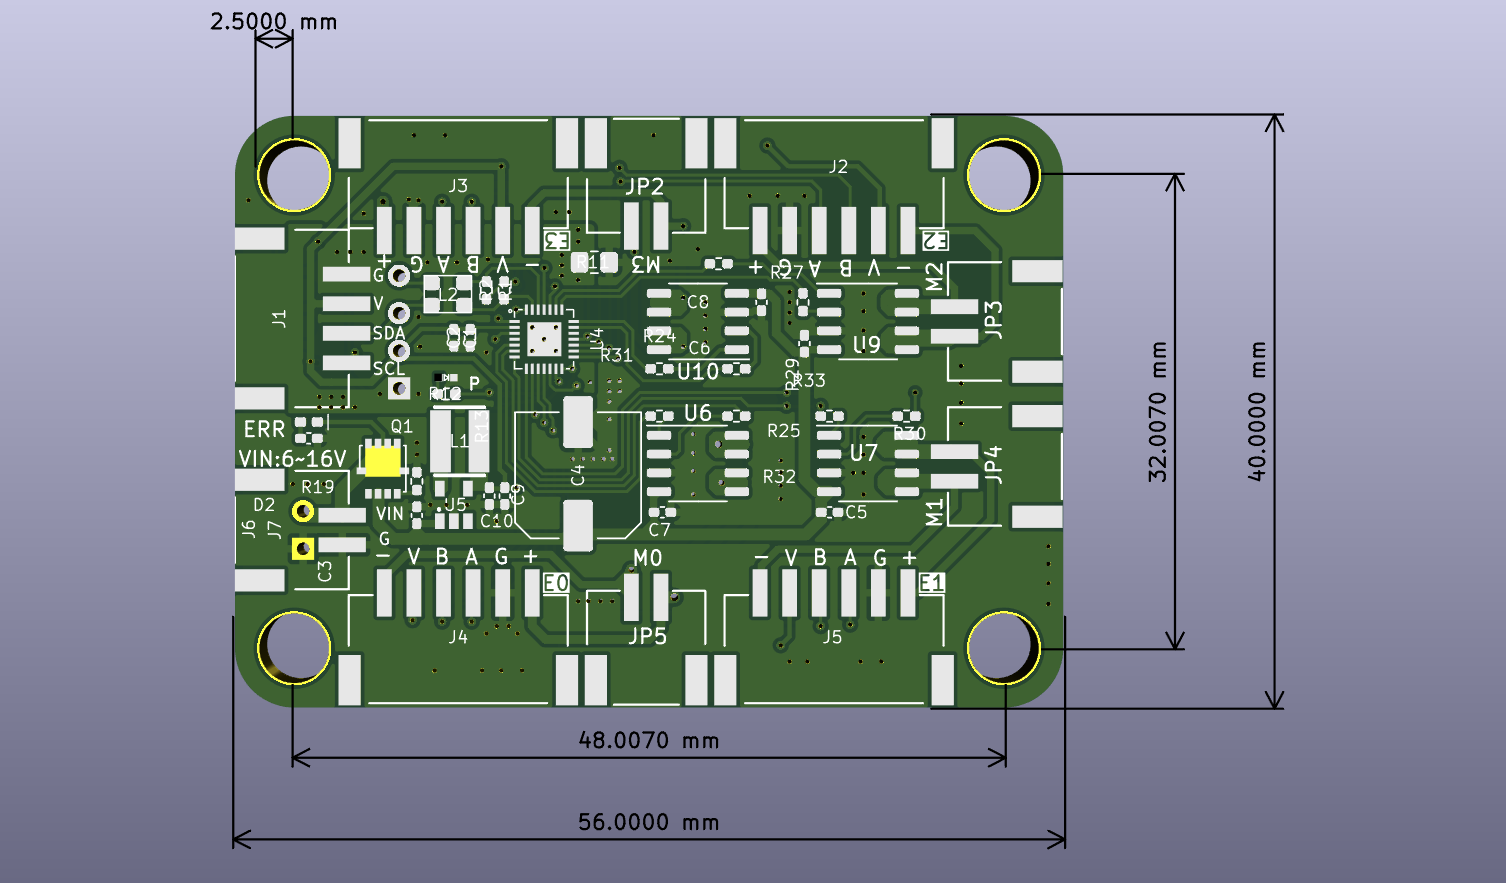 2.5000 mm
J3
JP2
J2
E3
E2
+ G A B V -
M3
+ G A B V -
R11
R27
M2
G
V
SDA
SCL
J1
L2
C8
R24
C6
U4
R31
U9
JP3
R29
R33
U10
P
R12
ERR
Q1
R13
L1
U6
R25
R30
VIN:6~16V
U7
JP4
C4
R32
R19
D2
C9
U5
VIN
C10
C7
C5
M1
J6
J7
G
C3
- V B A G +
M0
- V B A G +
E0
E1
J4
JP5
J5
32.0070 mm
40.0000 mm
48.0070 mm
56.0000 mm